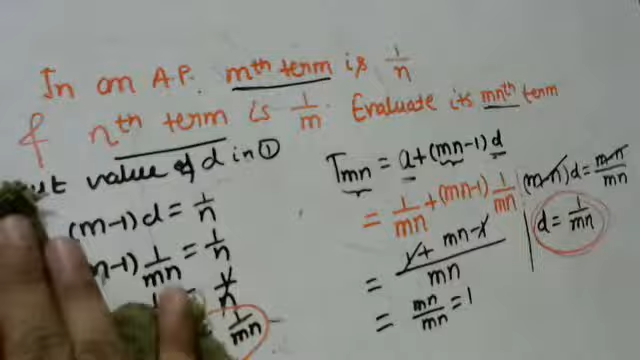 In an A.P. mth term is 1/n
& nth term is 1/m. Evaluate its mnth term
value of d in ①
(m-1)d = 1/n
-1) 1/mn = 1/n
1/mn
Tmn = a+(mn-1)d
= 1/mn + (mn-1) 1/mn
= 1+mn-1/mn
= mn/mn = 1
(m-n)d = m-n/mn
d = 1/mn